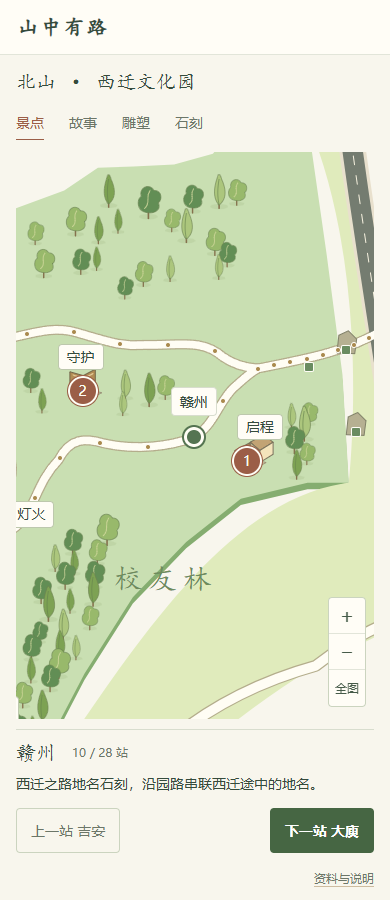 山中有路
北山 • 西迁文化园
景点 故事 雕塑 石刻
守护
2
赣州
启程
1
灯火
校友林
+
−
全图
赣州 10 / 28 站
西迁之路地名石刻，沿园路串联西迁途中的地名。
上一站 吉安
下一站 大庾
资料与说明